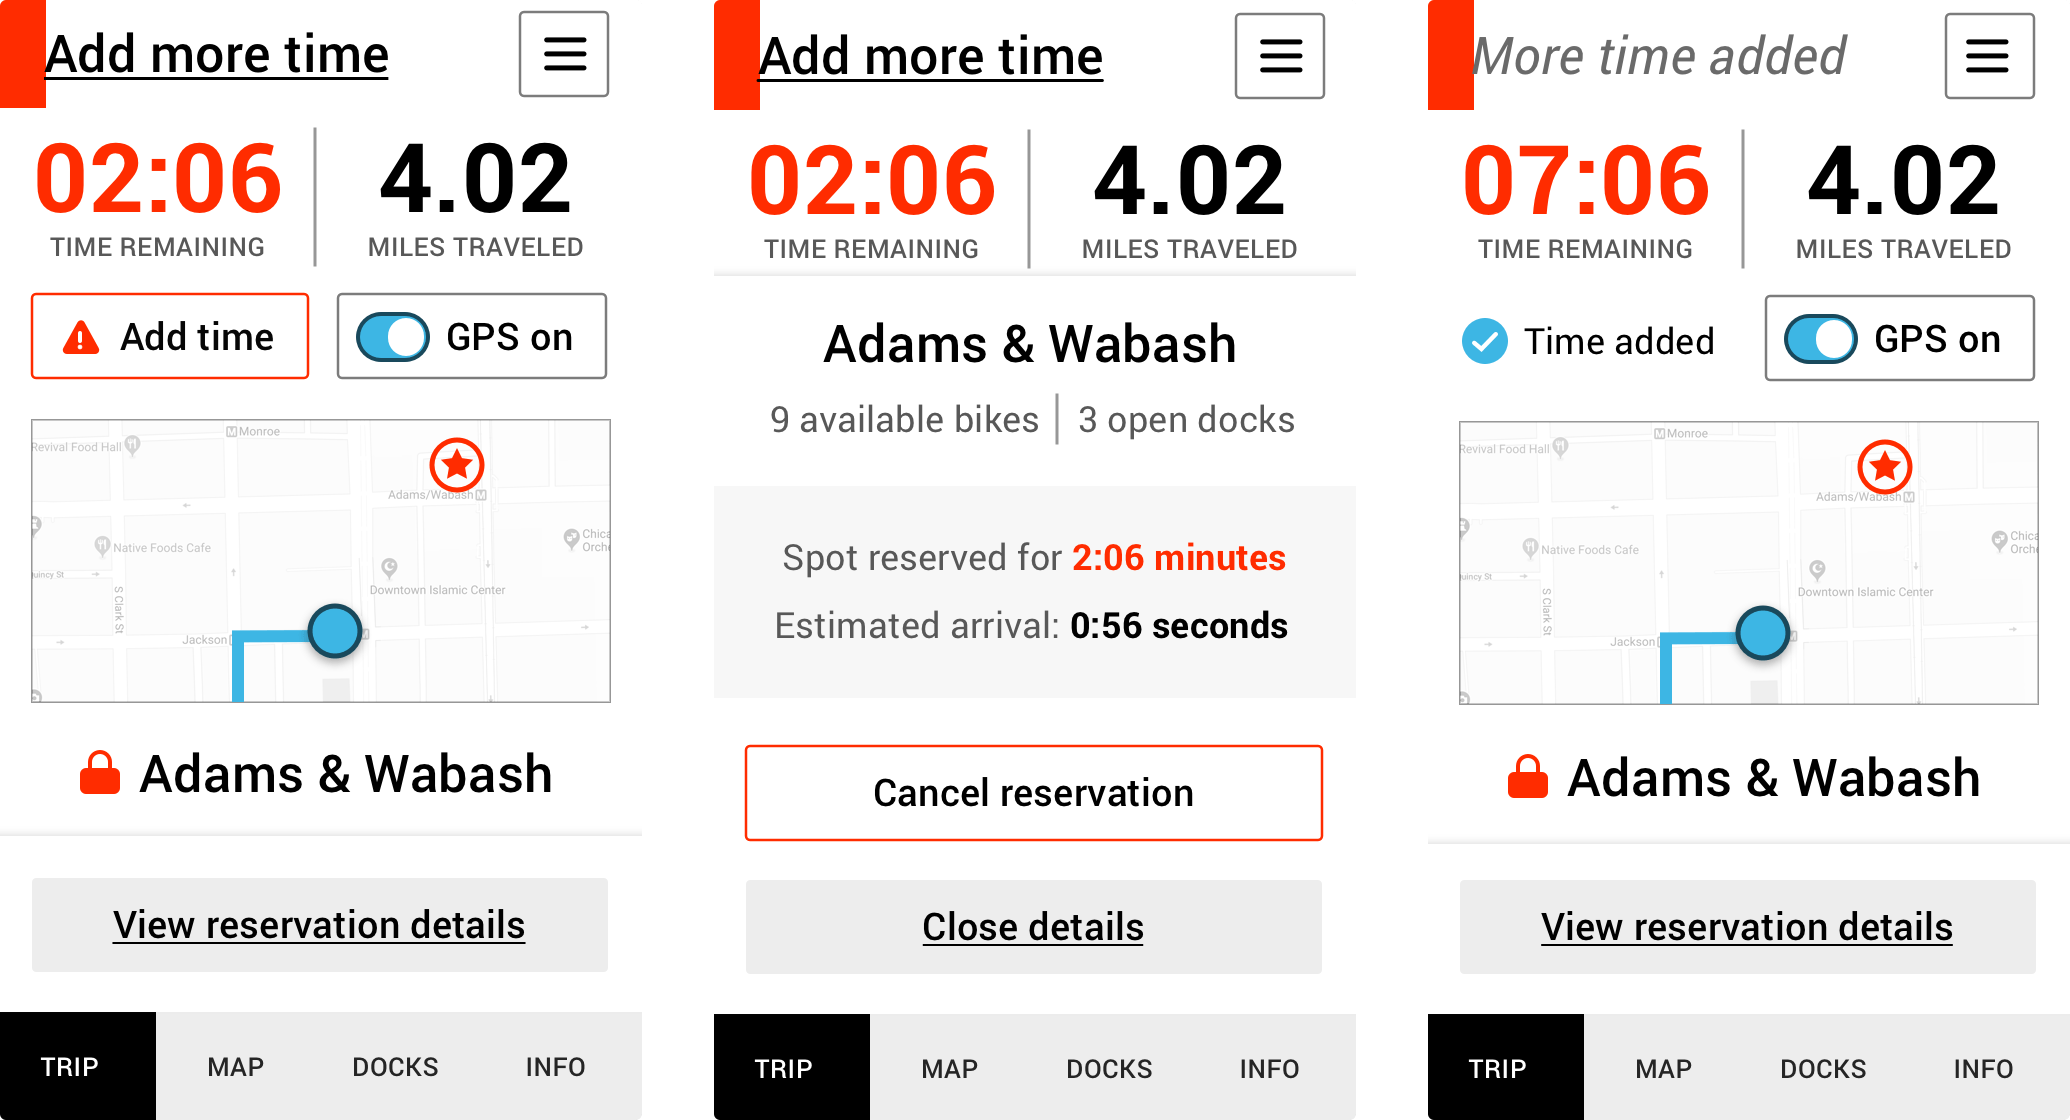 Add more time
02:06
TIME REMAINING
4.02
MILES TRAVELED
Add time
GPS on
Monroe
Revival Food Hall
Adams/Wabash
Native Foods Cafe
Chica
Orche
Downtown Islamic Center
uincy St
S Clark St
Jackson
Adams & Wabash
View reservation details
TRIP
MAP
DOCKS
INFO
Add more time
02:06
TIME REMAINING
4.02
MILES TRAVELED
Adams & Wabash
9 available bikes
3 open docks
Spot reserved for 2:06 minutes
Estimated arrival: 0:56 seconds
Cancel reservation
Close details
TRIP
MAP
DOCKS
INFO
More time added
07:06
TIME REMAINING
4.02
MILES TRAVELED
Time added
GPS on
Monroe
Revival Food Hall
Adams/Wabash
Native Foods Cafe
Chica
Orche
Downtown Islamic Center
uincy St
S Clark St
Jackson
Adams & Wabash
View reservation details
TRIP
MAP
DOCKS
INFO